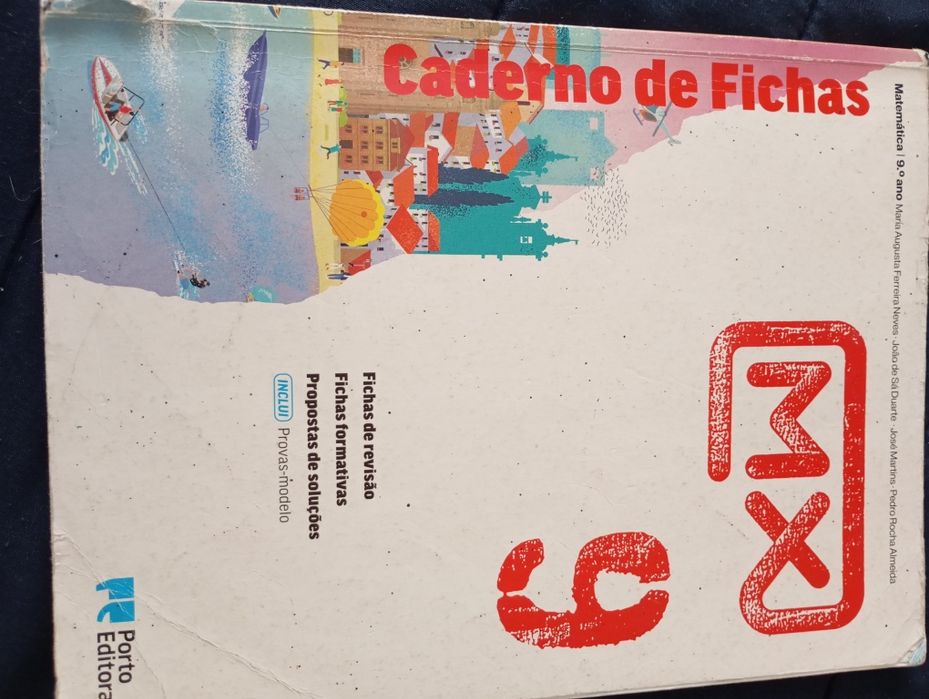 Matemática | 9.º ano Maria Augusta Ferreira Neves · João de Sá Duarte · José Martins · Pedro Rocha Almeida
MX
9
Caderno de Fichas
Fichas de revisão
Fichas formativas
Propostas de soluções
INCLUI Provas-modelo
Porto
Editora